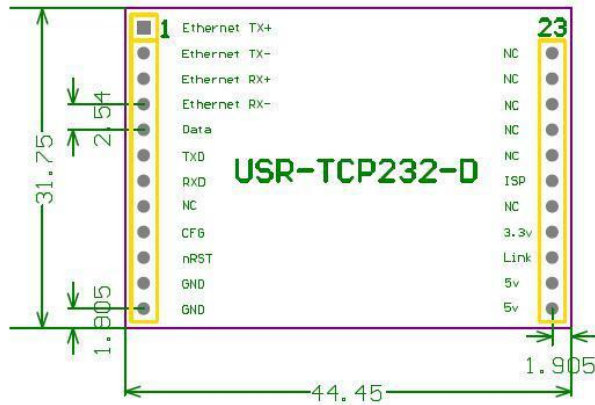 1 Ethernet TX+ 23
Ethernet TX- NC
Ethernet RX+ NC
Ethernet RX- NC
Data NC
TXD NC
USR-TCP232-D
RXD ISP
NC NC
CFG 3.3v
nRST Link
GND 5v
GND 5v
2.54
31.75
1.905
1.905
44.45